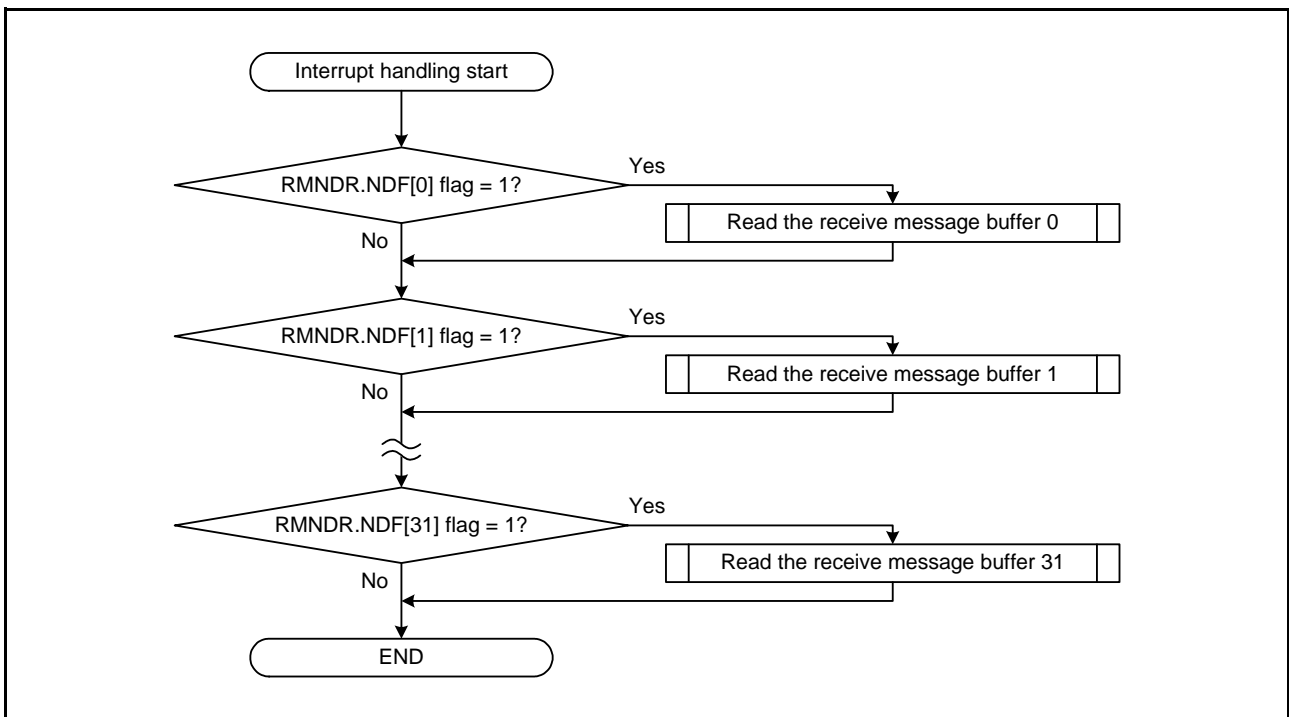 Interrupt handling start
RMNDR.NDF[0] flag = 1?
Yes
Read the receive message buffer 0
No
RMNDR.NDF[1] flag = 1?
Yes
Read the receive message buffer 1
No
RMNDR.NDF[31] flag = 1?
Yes
Read the receive message buffer 31
No
END